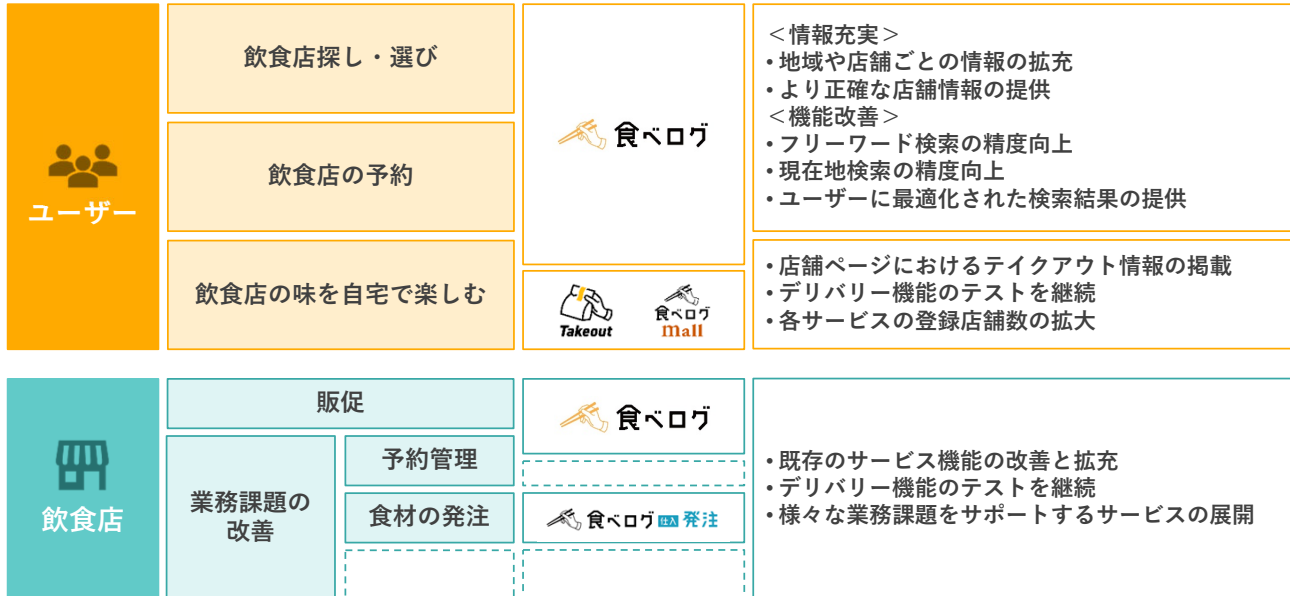 ユーザー
飲食店探し・選び
飲食店の予約
飲食店の味を自宅で楽しむ
食べログ
Takeout
食べログ
mall
＜情報充実＞
• 地域や店舗ごとの情報の拡充
• より正確な店舗情報の提供
＜機能改善＞
• フリーワード検索の精度向上
• 現在地検索の精度向上
• ユーザーに最適化された検索結果の提供
• 店舗ページにおけるテイクアウト情報の掲載
• デリバリー機能のテストを継続
• 各サービスの登録店舗数の拡大
飲食店
販促
業務課題の
改善
予約管理
食材の発注
食べログ
食べログ 仕入 発注
• 既存のサービス機能の改善と拡充
• デリバリー機能のテストを継続
• 様々な業務課題をサポートするサービスの展開